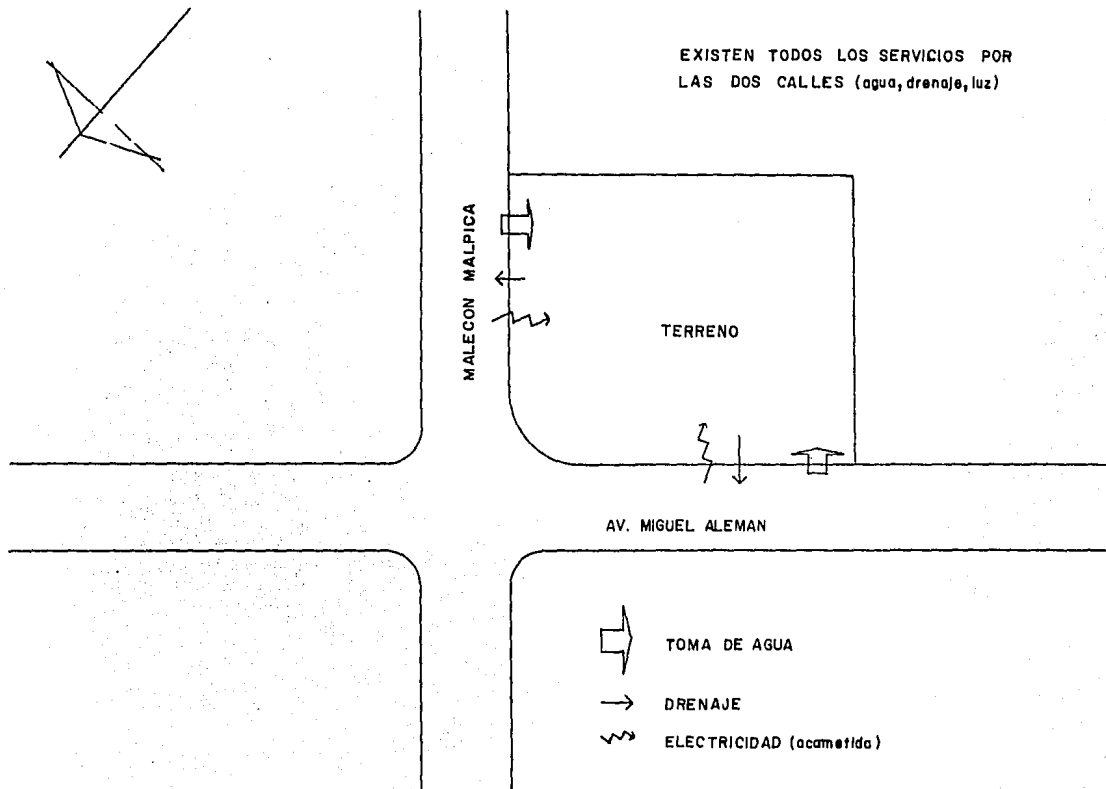 EXISTEN TODOS LOS SERVICIOS POR
LAS DOS CALLES (agua, drenaje, luz)
MALECON MALPICA
TERRENO
AV. MIGUEL ALEMAN
TOMA DE AGUA
DRENAJE
ELECTRICIDAD (acametida)